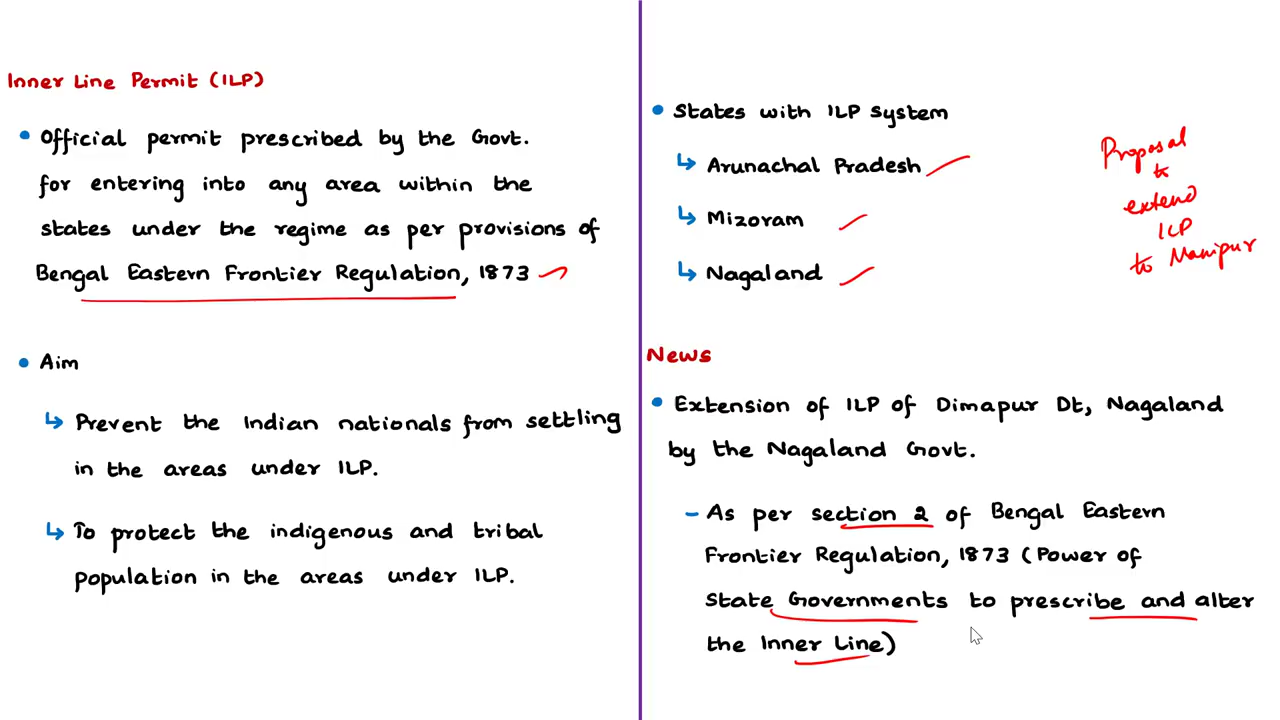 Inner Line Permit (ILP)
• Official permit prescribed by the Govt.
for entering into any area within the
states under the regime as per provisions of
Bengal Eastern Frontier Regulation, 1873
• Aim
↳ Prevent the Indian nationals from settling
in the areas under ILP.
↳ To protect the indigenous and tribal
population in the areas under ILP.
• States with ILP System
↳ Arunachal Pradesh
↳ Mizoram
↳ Nagaland
Proposal
to
extend
ILP
to Manipur
News
• Extension of ILP of Dimapur Dt, Nagaland
by the Nagaland Govt.
– As per section 2 of Bengal Eastern
Frontier Regulation, 1873 (Power of
State Governments to prescribe and alter
the Inner Line)